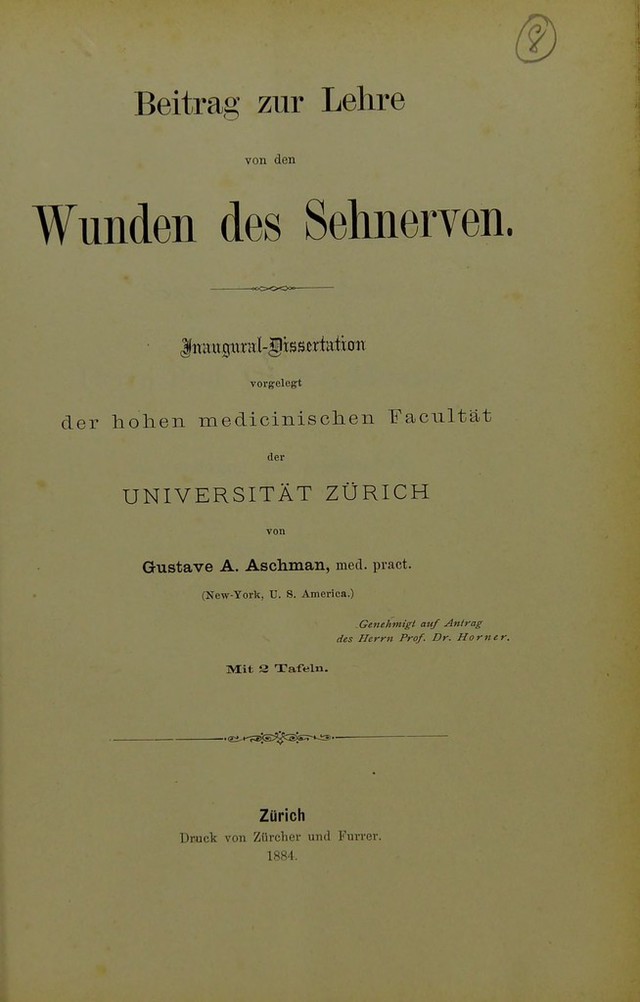 8
Beitrag zur Lehre
von den
Wunden des Sehnerven.
Inaugural-Dissertation
vorgelegt
der hohen medicinischen Facultät
der
UNIVERSITÄT ZÜRICH
von
Gustave A. Aschman, med. pract.
(New-York, U. S. America.)
Genehmigt auf Antrag
des Herrn Prof. Dr. Horner.
Mit 2 Tafeln.
Zürich
Druck von Zürcher und Furrer.
1884.